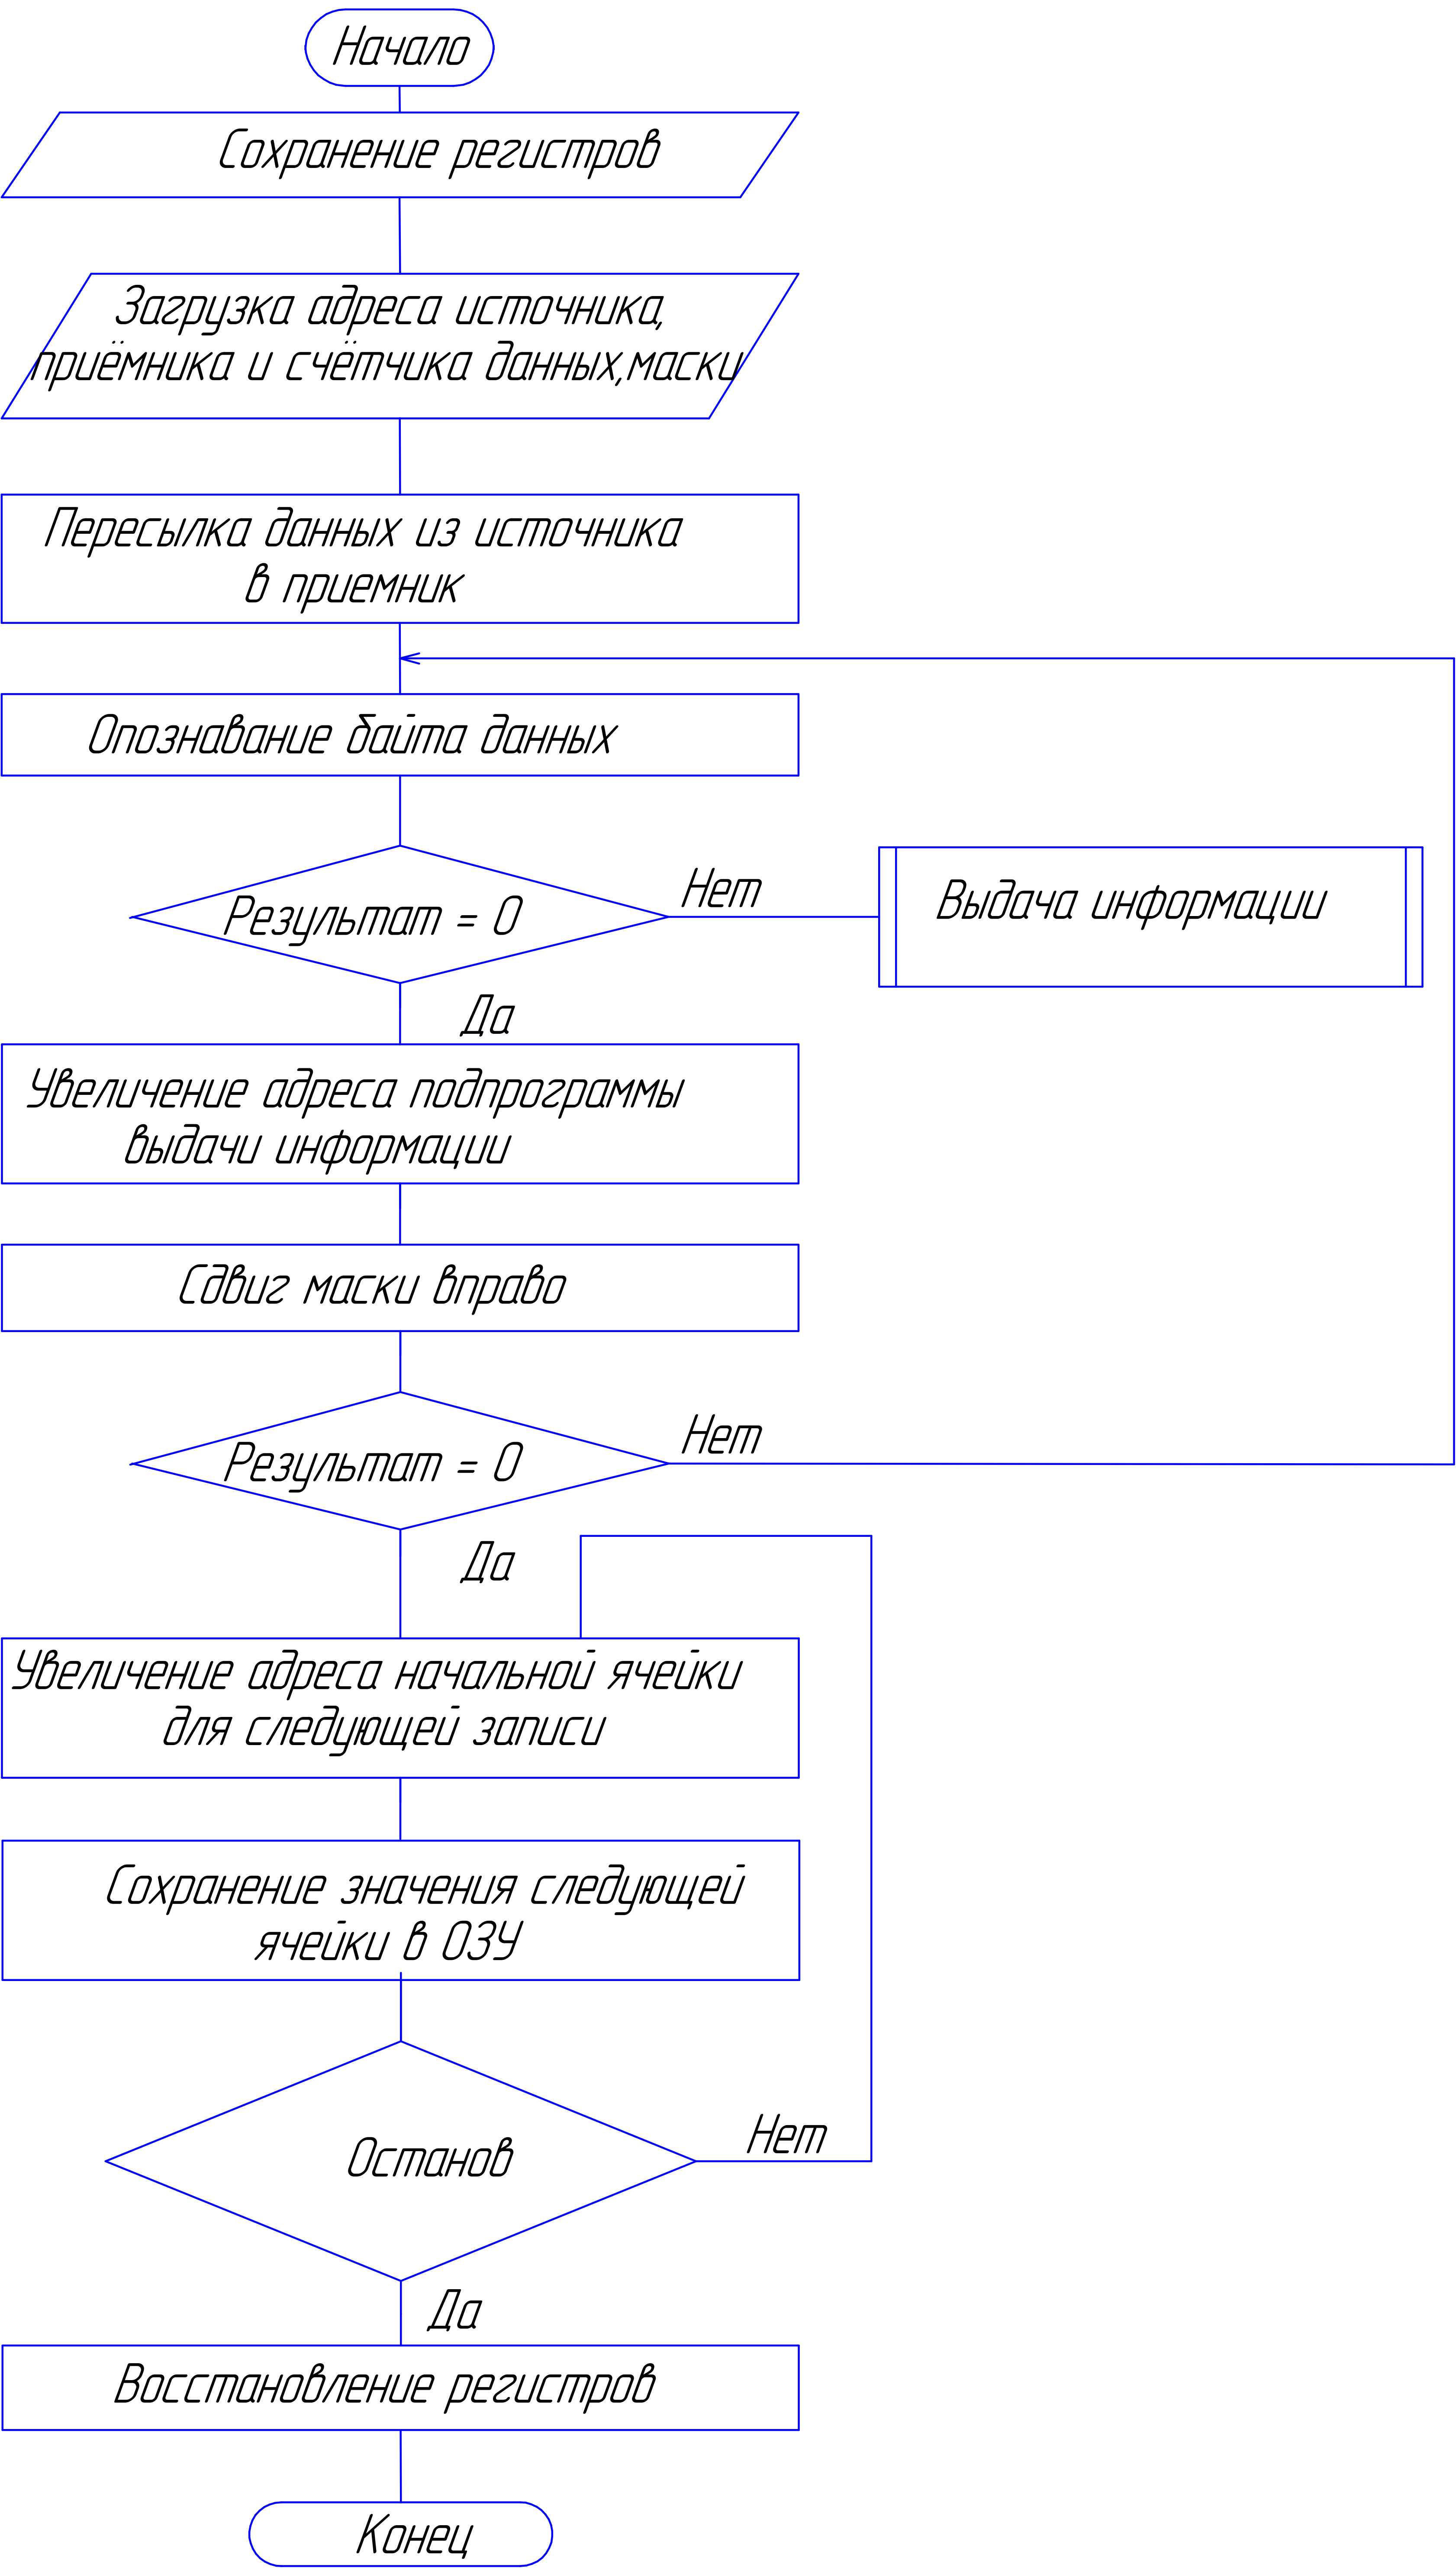 Начало
Сохранение регистров
Загрузка адреса источника,
приёмника и счётчика данных,маски
Пересылка данных из источника
в приемник
Опознавание байта данных
Результат = 0
Нет
Выдача информации
Да
Увеличение адреса подпрограммы
выдачи информации
Сдвиг маски вправо
Результат = 0
Нет
Да
Увеличение адреса начальной ячейки
для следующей записи
Сохранение значения следующей
ячейки в ОЗУ
Останов
Нет
Да
Восстановление регистров
Конец